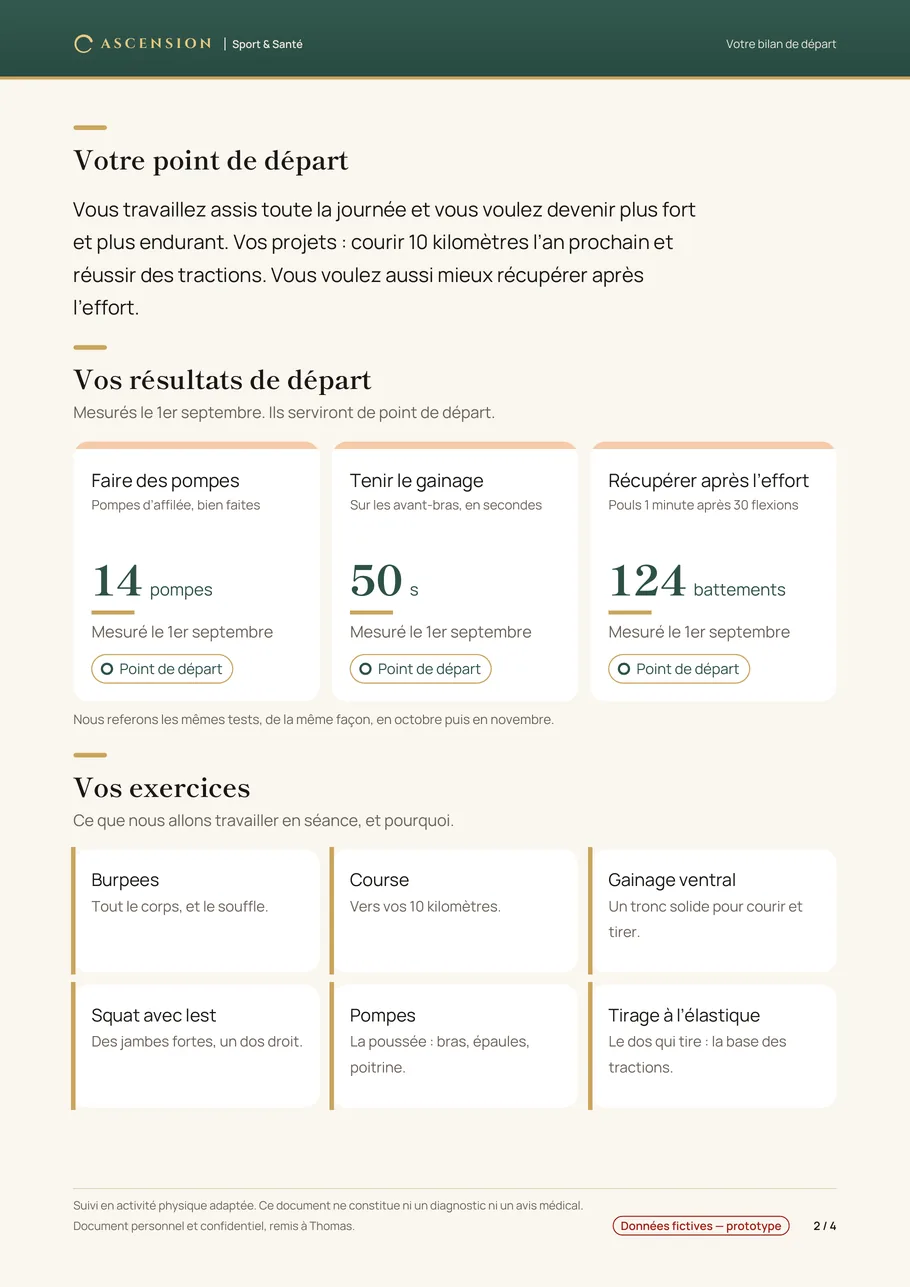 ASCENSION | Sport & Santé
Votre bilan de départ
Votre point de départ
Vous travaillez assis toute la journée et vous voulez devenir plus fort
et plus endurant. Vos projets : courir 10 kilomètres l’an prochain et
réussir des tractions. Vous voulez aussi mieux récupérer après
l’effort.
Vos résultats de départ
Mesurés le 1er septembre. Ils serviront de point de départ.
Faire des pompes
Pompes d’affilée, bien faites
14 pompes
Mesuré le 1er septembre
Point de départ
Tenir le gainage
Sur les avant-bras, en secondes
50 s
Mesuré le 1er septembre
Point de départ
Récupérer après l’effort
Pouls 1 minute après 30 flexions
124 battements
Mesuré le 1er septembre
Point de départ
Nous referons les mêmes tests, de la même façon, en octobre puis en novembre.
Vos exercices
Ce que nous allons travailler en séance, et pourquoi.
Burpees
Tout le corps, et le souffle.
Course
Vers vos 10 kilomètres.
Gainage ventral
Un tronc solide pour courir et
tirer.
Squat avec lest
Des jambes fortes, un dos droit.
Pompes
La poussée : bras, épaules,
poitrine.
Tirage à l’élastique
Le dos qui tire : la base des
tractions.
Suivi en activité physique adaptée. Ce document ne constitue ni un diagnostic ni un avis médical.
Document personnel et confidentiel, remis à Thomas.
Données fictives — prototype
2 / 4